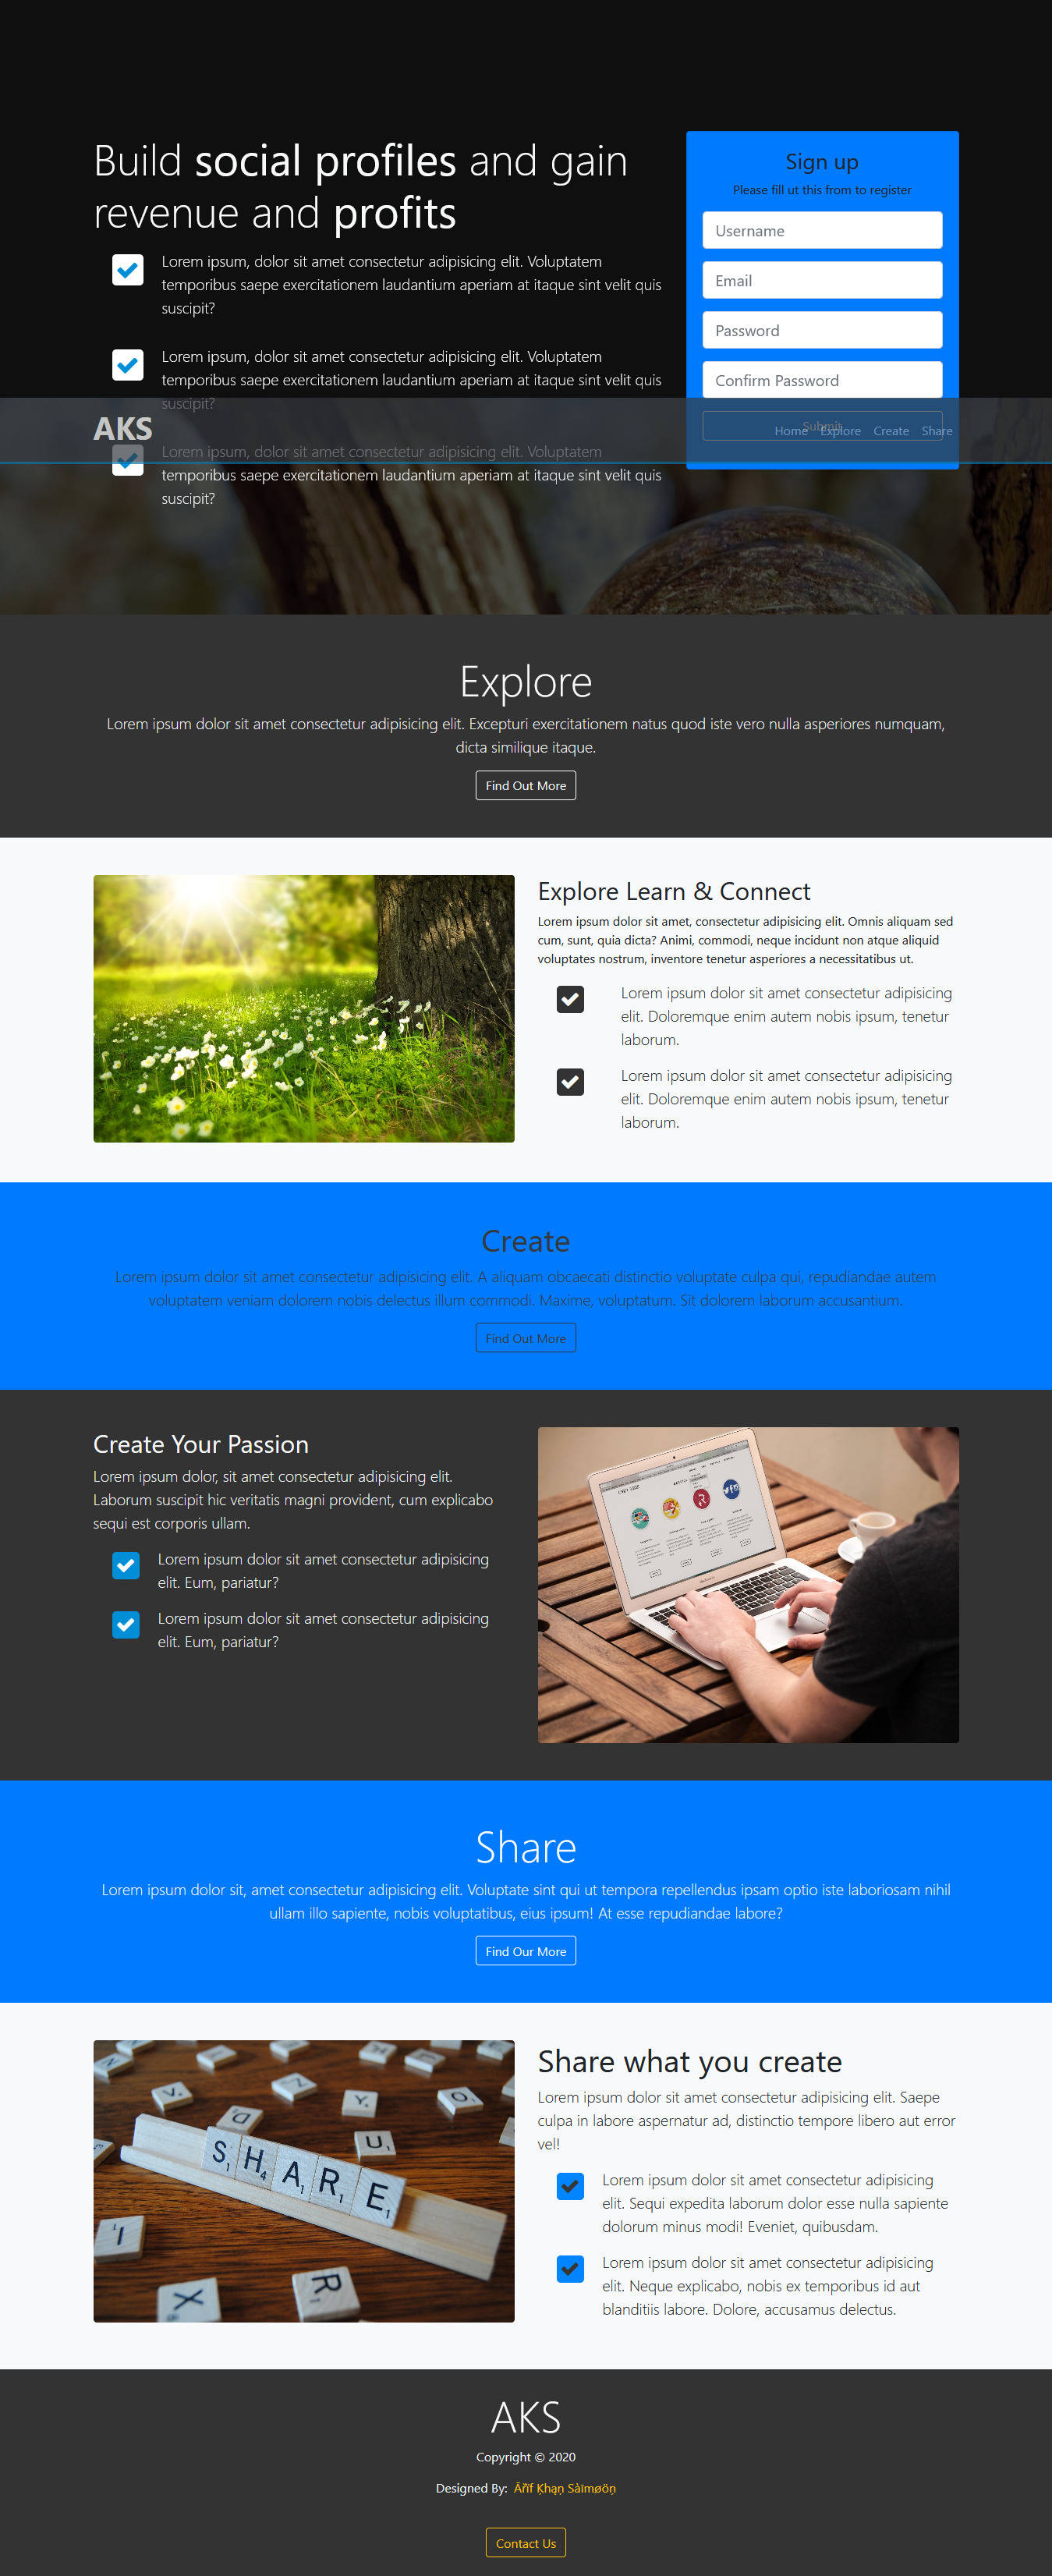 Build social profiles and gain
revenue and profits
Lorem ipsum, dolor sit amet consectetur adipisicing elit. Voluptatem
temporibus saepe exercitationem laudantium aperiam at itaque sint velit quis
suscipit?
Lorem ipsum, dolor sit amet consectetur adipisicing elit. Voluptatem
temporibus saepe exercitationem laudantium aperiam at itaque sint velit quis
suscipit?
Lorem ipsum, dolor sit amet consectetur adipisicing elit. Voluptatem
temporibus saepe exercitationem laudantium aperiam at itaque sint velit quis
suscipit?
Sign up
Please fill ut this from to register
Username
Email
Password
Confirm Password
Submit
AKS
Home Explore Create Share
Explore
Lorem ipsum dolor sit amet consectetur adipisicing elit. Excepturi exercitationem natus quod iste vero nulla asperiores numquam,
dicta similique itaque.
Find Out More
Explore Learn & Connect
Lorem ipsum dolor sit amet, consectetur adipisicing elit. Omnis aliquam sed
cum, sunt, quia dicta? Animi, commodi, neque incidunt non atque aliquid
voluptates nostrum, inventore tenetur asperiores a necessitatibus ut.
Lorem ipsum dolor sit amet consectetur adipisicing
elit. Doloremque enim autem nobis ipsum, tenetur
laborum.
Lorem ipsum dolor sit amet consectetur adipisicing
elit. Doloremque enim autem nobis ipsum, tenetur
laborum.
Create
Lorem ipsum dolor sit amet consectetur adipisicing elit. A aliquam obcaecati distinctio voluptate culpa qui, repudiandae autem
voluptatem veniam dolorem nobis delectus illum commodi. Maxime, voluptatum. Sit dolorem laborum accusantium.
Find Out More
Create Your Passion
Lorem ipsum dolor, sit amet consectetur adipisicing elit.
Laborum suscipit hic veritatis magni provident, cum explicabo
sequi est corporis ullam.
Lorem ipsum dolor sit amet consectetur adipisicing
elit. Eum, pariatur?
Lorem ipsum dolor sit amet consectetur adipisicing
elit. Eum, pariatur?
Share
Lorem ipsum dolor sit, amet consectetur adipisicing elit. Voluptate sint qui ut tempora repellendus ipsam optio iste laboriosam nihil
ullam illo sapiente, nobis voluptatibus, eius ipsum! At esse repudiandae labore?
Find Our More
SHARE
Share what you create
Lorem ipsum dolor sit amet consectetur adipisicing elit. Saepe
culpa in labore aspernatur ad, distinctio tempore libero aut error
vel!
Lorem ipsum dolor sit amet consectetur adipisicing
elit. Sequi expedita laborum dolor esse nulla sapiente
dolorum minus modi! Eveniet, quibusdam.
Lorem ipsum dolor sit amet consectetur adipisicing
elit. Neque explicabo, nobis ex temporibus id aut
blanditiis labore. Dolore, accusamus delectus.
AKS
Copyright © 2020
Designed By:
Contact Us